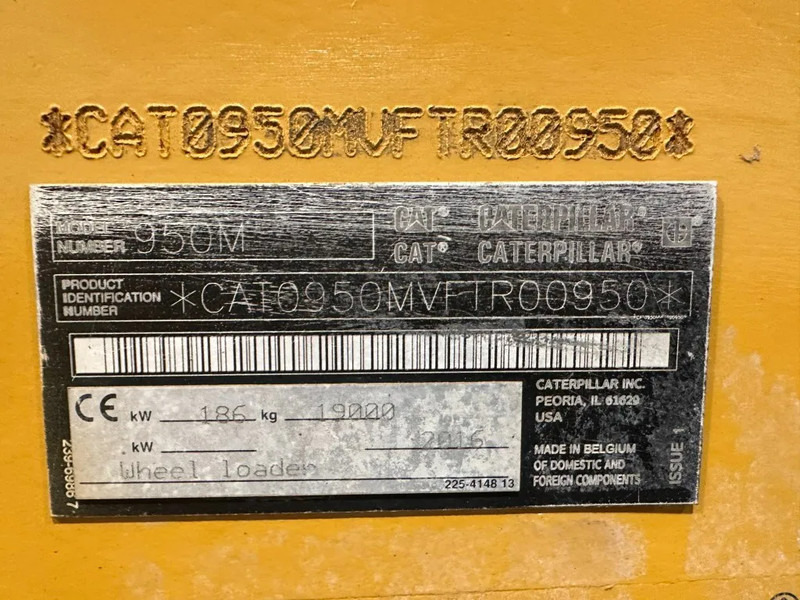 *CAT0950MVFTR00950*
MODEL NUMBER 950M
CAT® CATERPILLAR®
CAT® CATERPILLAR®
PRODUCT IDENTIFICATION NUMBER *CAT0950MVFTR00950*
CE kW 186 kg 19000
kW 2016
Wheel loader
225-4148 13
CATERPILLAR INC.
PEORIA, IL 61629
USA
MADE IN BELGIUM
OF DOMESTIC AND
FOREIGN COMPONENTS
ISSUE 1